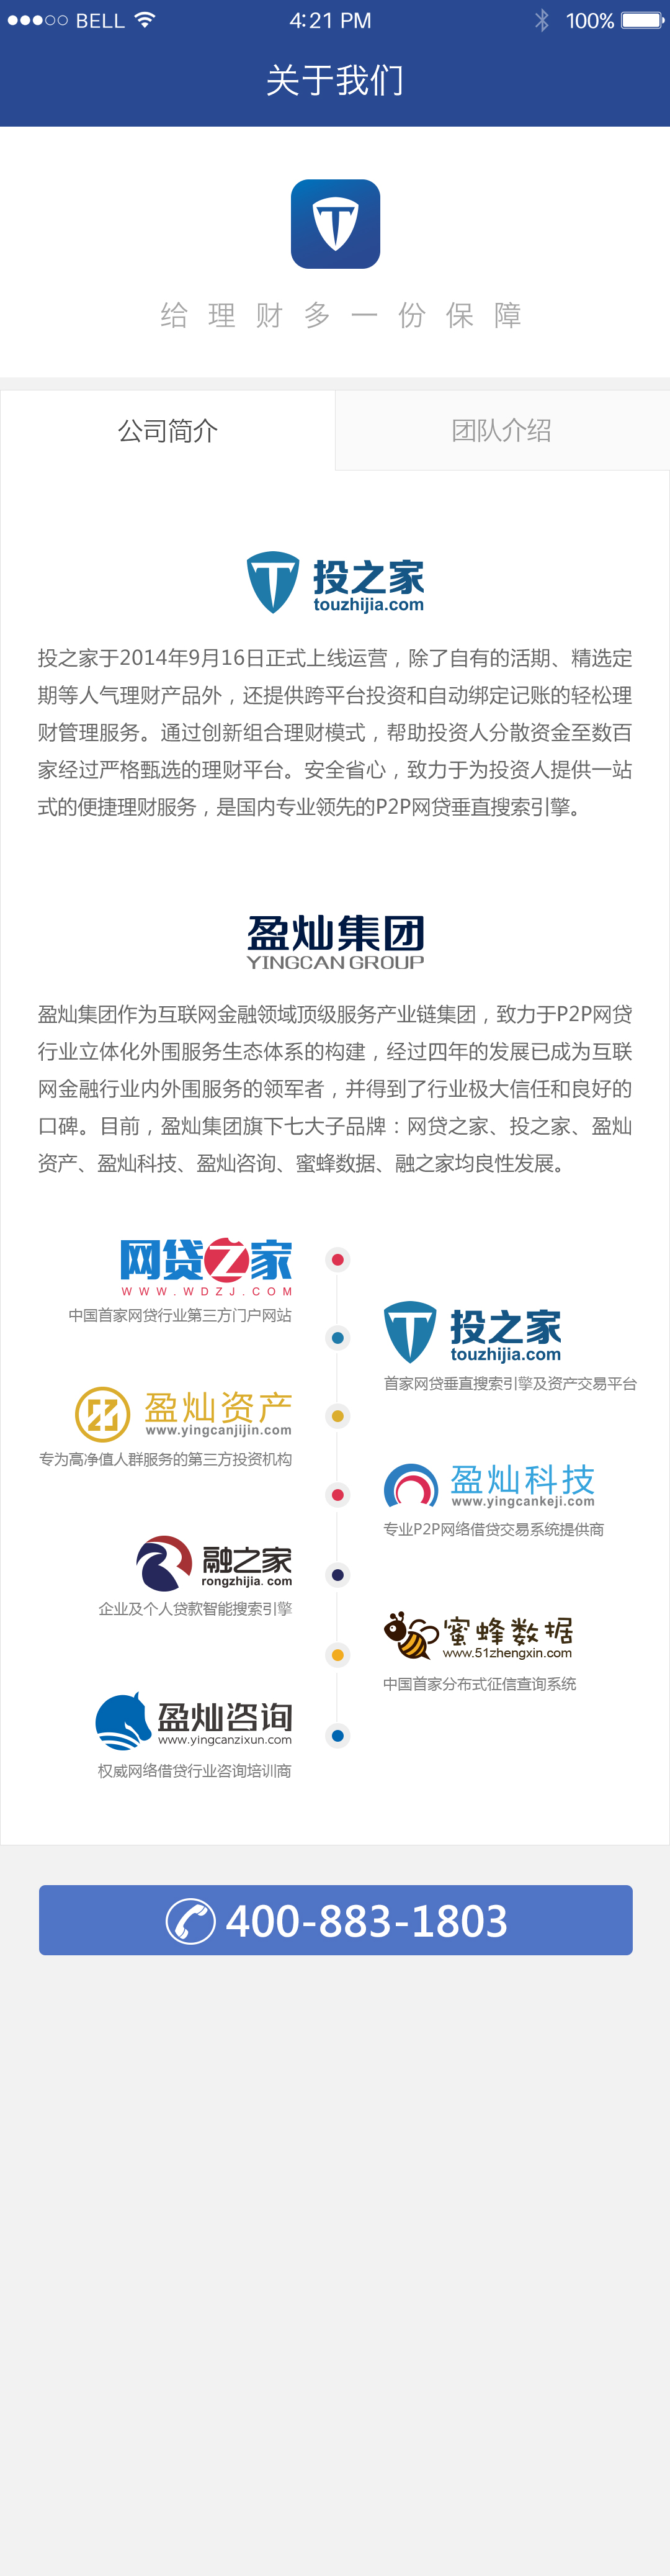 BELL 4:21 PM 100%
关于我们
给理财多一份保障
公司简介 团队介绍
投之家
touzhijia.com
投之家于2014年9月16日正式上线运营，除了自有的活期、精选定
期等人气理财产品外，还提供跨平台投资和自动绑定记账的轻松理
财管理服务。通过创新组合理财模式，帮助投资人分散资金至数百
家经过严格甄选的理财平台。安全省心，致力于为投资人提供一站
式的便捷理财服务，是国内专业领先的P2P网贷垂直搜索引擎。
盈灿集团
YINGCAN GROUP
盈灿集团作为互联网金融领域顶级服务产业链集团，致力于P2P网贷
行业立体化外围服务生态体系的构建，经过四年的发展已成为互联
网金融行业内外围服务的领军者，并得到了行业极大信任和良好的
口碑。目前，盈灿集团旗下七大子品牌：网贷之家、投之家、盈灿
资产、盈灿科技、盈灿咨询、蜜蜂数据、融之家均良性发展。
网贷之家
WWW.WDZJ.COM
中国首家网贷行业第三方门户网站
投之家
touzhijia.com
首家网贷垂直搜索引擎及资产交易平台
盈灿资产
www.yingcanjijin.com
专为高净值人群服务的第三方投资机构
盈灿科技
www.yingcankeji.com
专业P2P网络借贷交易系统提供商
融之家
rongzhijia.com
企业及个人贷款智能搜索引擎
蜜蜂数据
www.51zhengxin.com
中国首家分布式征信查询系统
盈灿咨询
www.yingcanzixun.com
权威网络借贷行业咨询培训商
400-883-1803